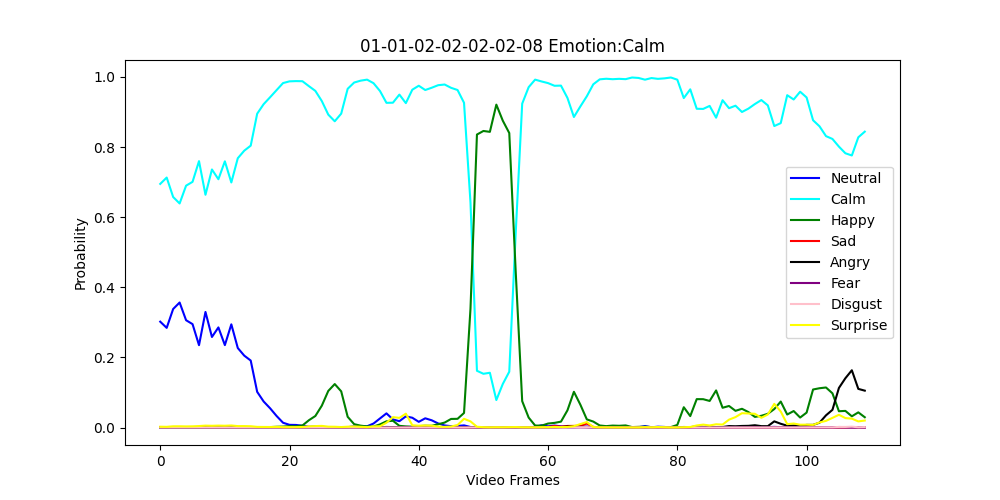 01-01-02-02-02-02-08 Emotion:Calm
1.0
0.8
0.6
0.4
0.2
0.0
Probability
0 20 40 60 80 100
Video Frames
Neutral
Calm
Happy
Sad
Angry
Fear
Disgust
Surprise